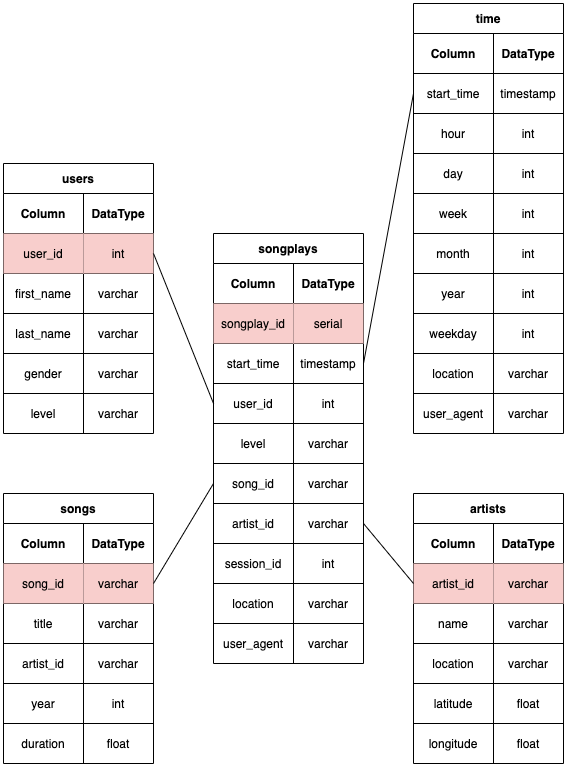 time
Column DataType
start_time timestamp
hour int
day int
week int
month int
year int
weekday int
location varchar
user_agent varchar
users
Column DataType
user_id int
first_name varchar
last_name varchar
gender varchar
level varchar
songplays
Column DataType
songplay_id serial
start_time timestamp
user_id int
level varchar
song_id varchar
artist_id varchar
session_id int
location varchar
user_agent varchar
songs
Column DataType
song_id varchar
title varchar
artist_id varchar
year int
duration float
artists
Column DataType
artist_id varchar
name varchar
location varchar
latitude float
longitude float